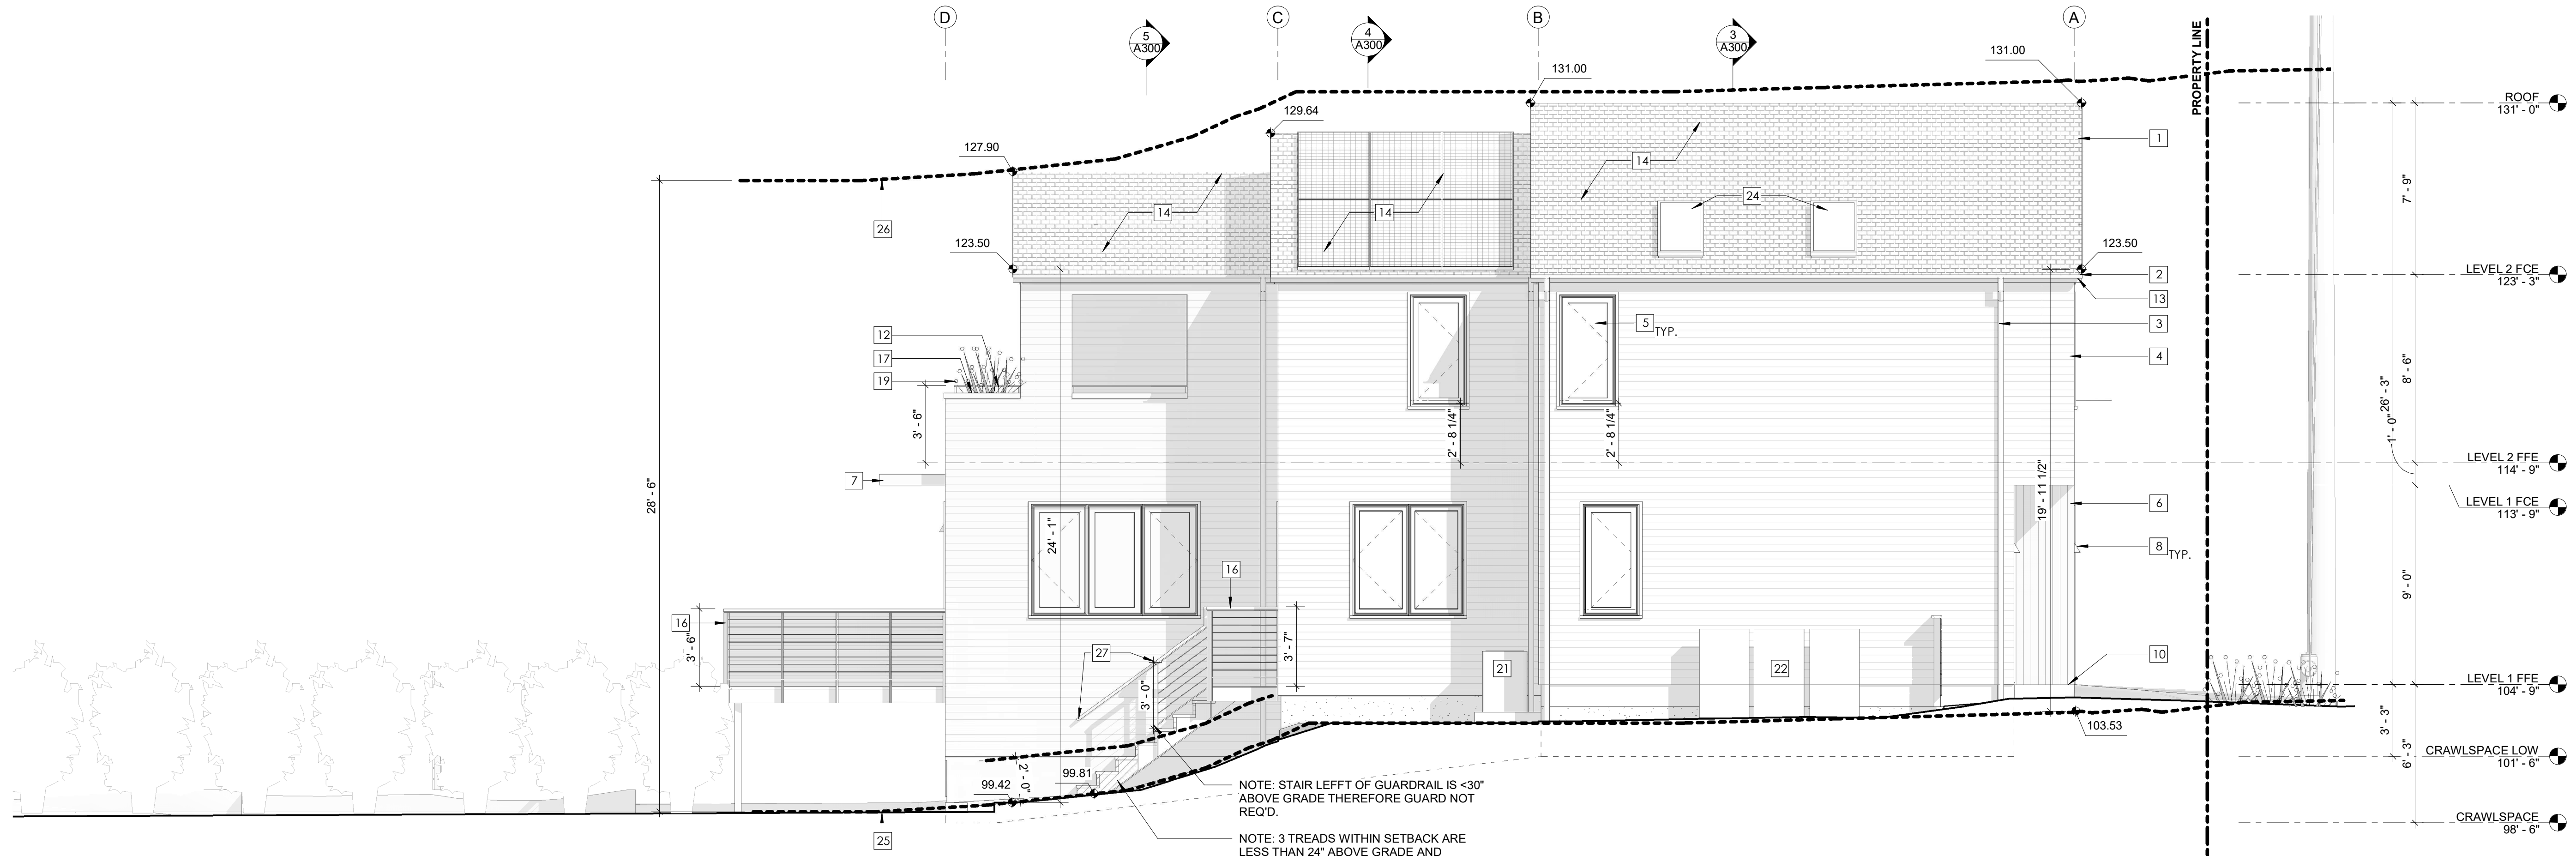 D
C
B
A
5
A300
4
A300
3
A300
PROPERTY LINE
131.00
131.00
129.64
127.90
123.50
123.50
ROOF
131' - 0"
LEVEL 2 FCE
123' - 3"
LEVEL 2 FFE
114' - 9"
LEVEL 1 FCE
113' - 9"
LEVEL 1 FFE
104' - 9"
CRAWLSPACE LOW
101' - 6"
CRAWLSPACE
98' - 6"
1
2
13
3
4
6
8 TYP.
10
14
14
14
24
26
5 TYP.
12
17
19
7
16
16
27
21
22
25
28' - 6"
3' - 6"
3' - 6"
24' - 1"
2' - 8 1/4"
2' - 8 1/4"
19' - 11 1/2"
3' - 7"
3' - 0"
2' - 0"
7' - 9"
8' - 6"
26' - 3"
1' - 0"
9' - 0"
3' - 3"
6' - 3"
99.42
99.81
103.53
NOTE: STAIR LEFFT OF GUARDRAIL IS <30"
ABOVE GRADE THEREFORE GUARD NOT
REQ'D.
NOTE: 3 TREADS WITHIN SETBACK ARE
LESS THAN 24" ABOVE GRADE AND